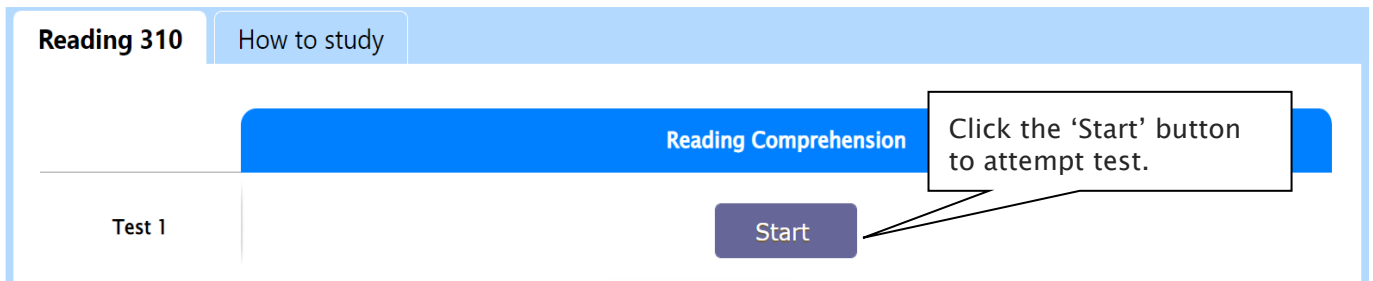 Reading 310
How to study
Reading Comprehension
Click the ‘Start’ button
to attempt test.
Test 1
Start